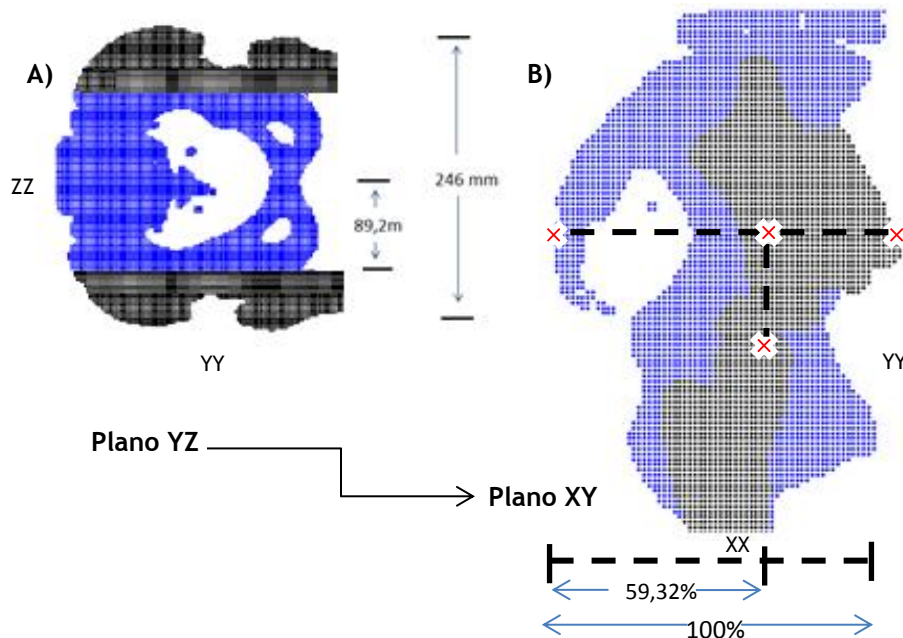 A)
B)
ZZ
246 mm
89,2m
YY
YY
Plano YZ
Plano XY
XX
59,32%
100%